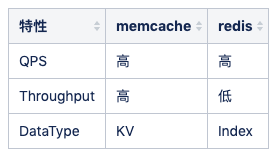 特性 memcache redis
QPS 高 高
Throughput 高 低
DataType KV Index